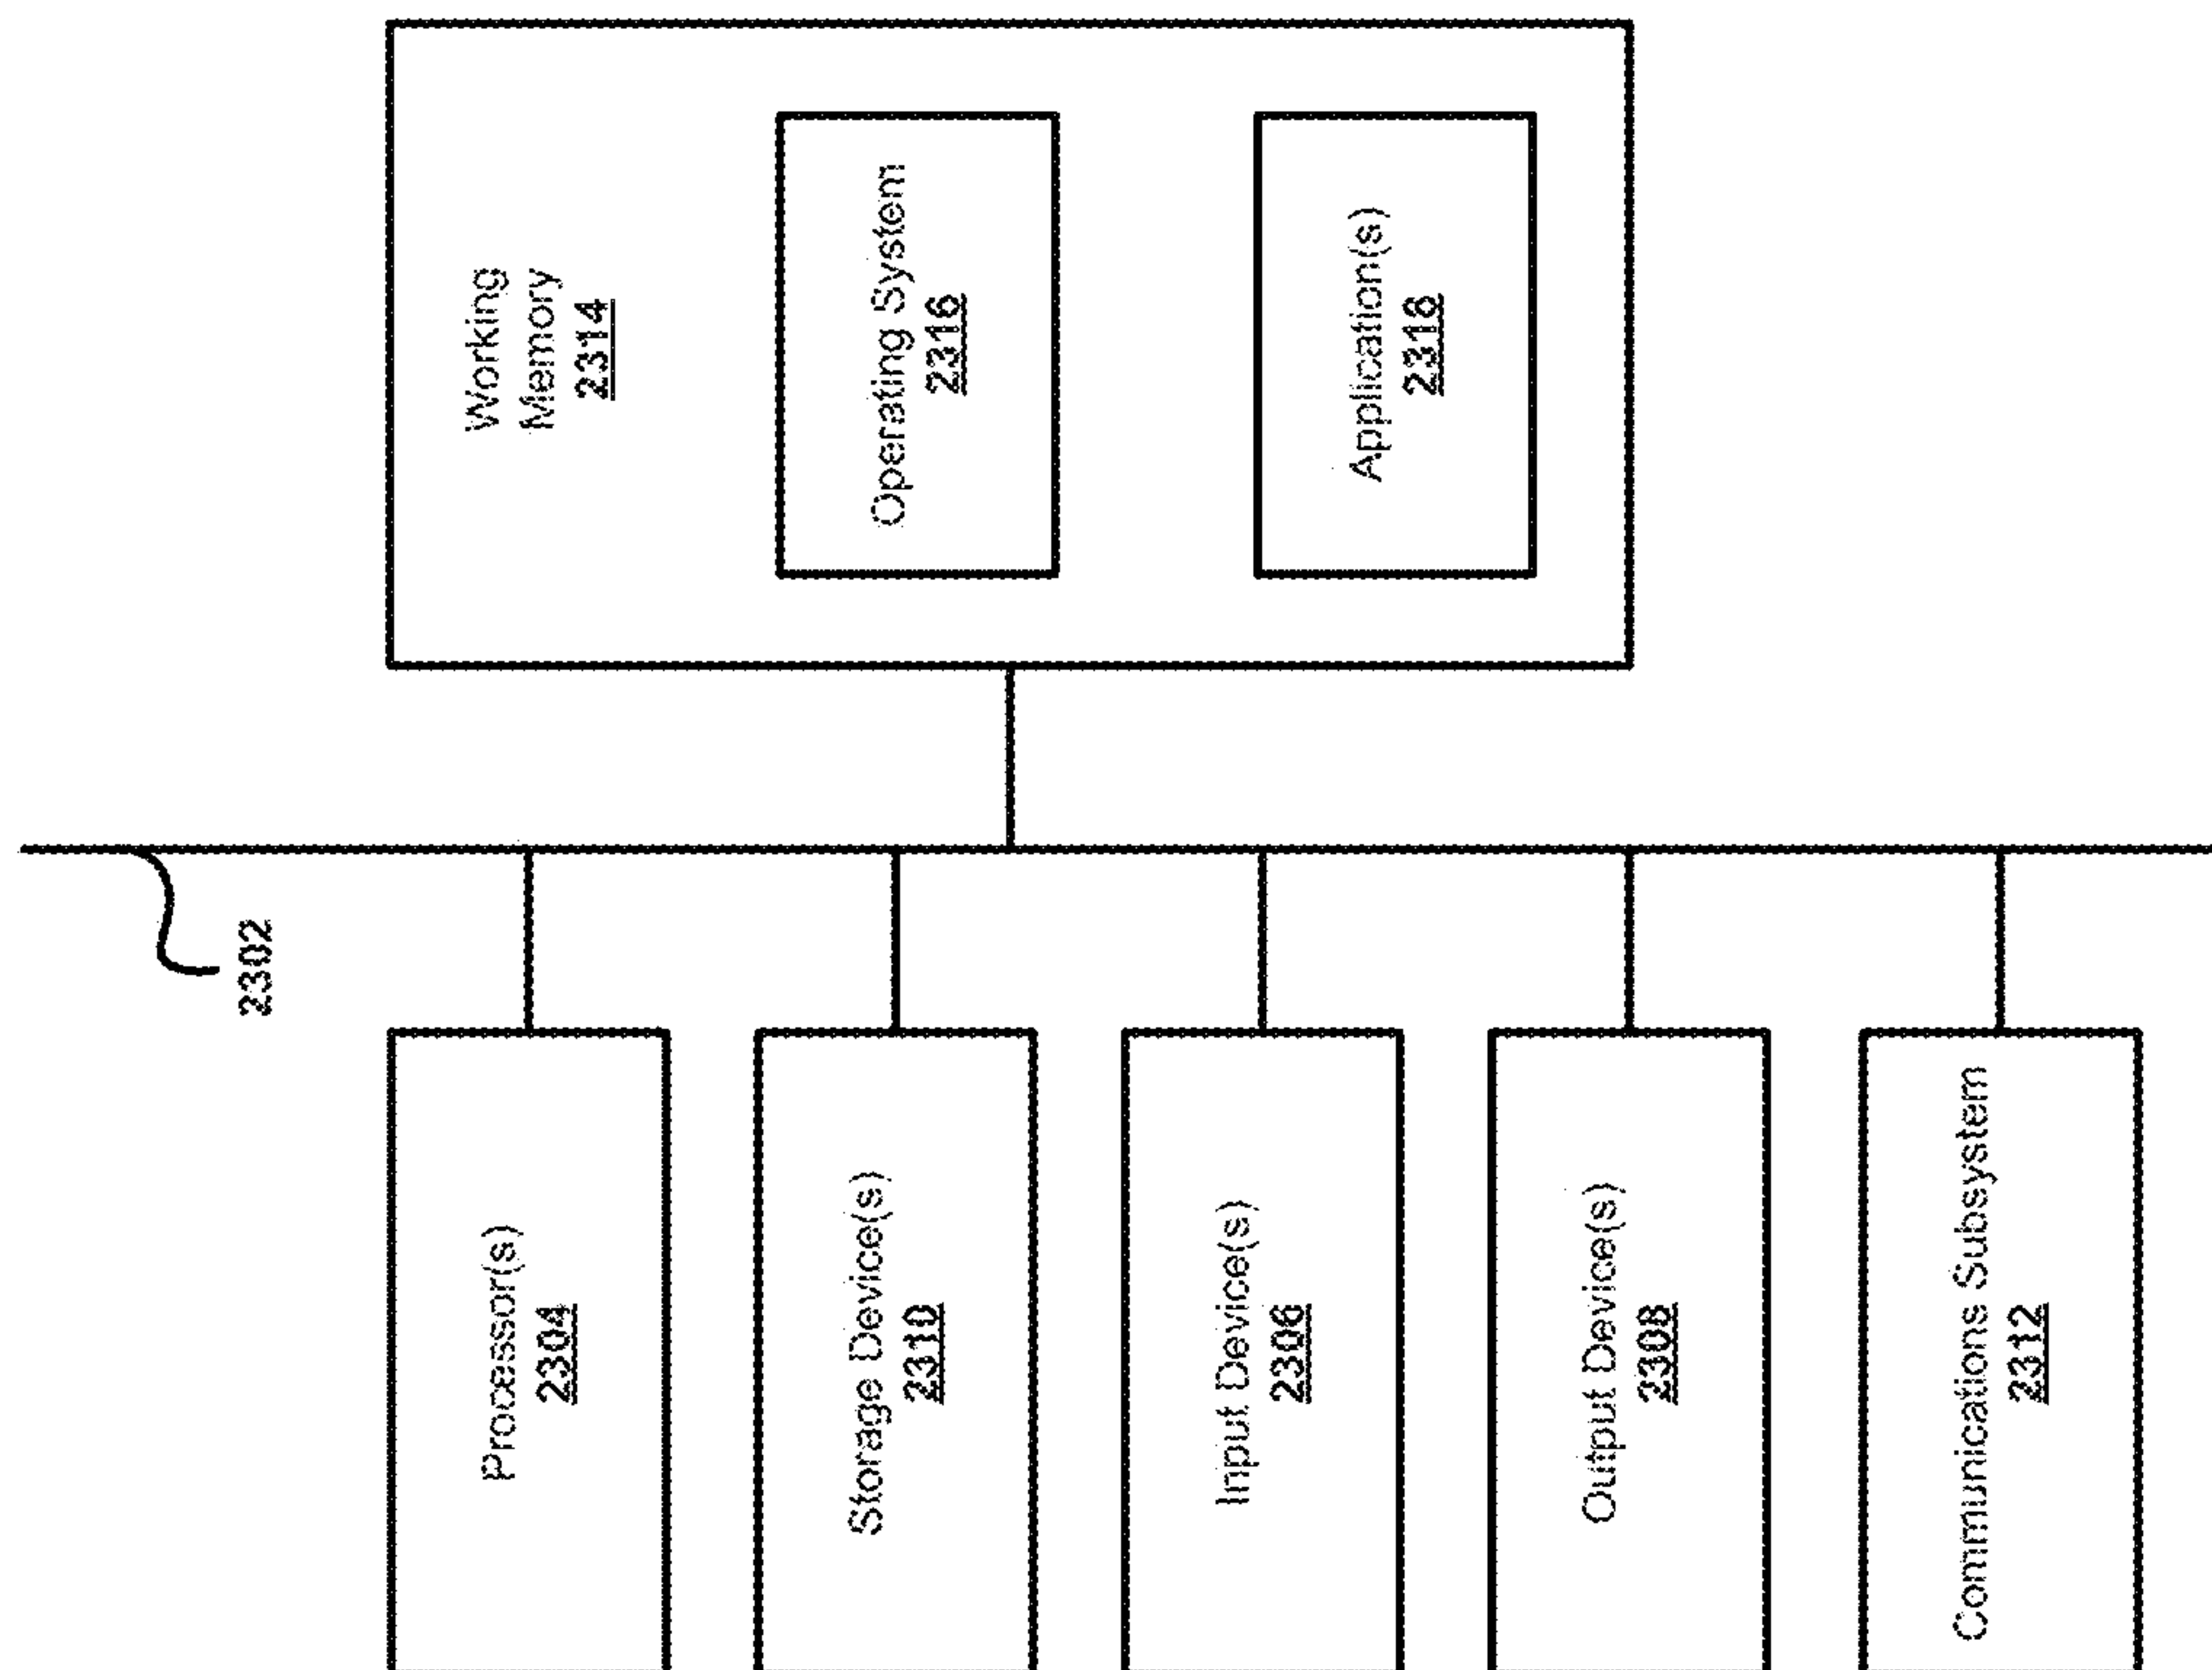 2302
Processor(s)
2304
Storage Device(s)
2310
Input Device(s)
2306
Output Device(s)
2308
Communications Subsystem
2312
Working
Memory
2314
Operating System
2316
Application(s)
2318